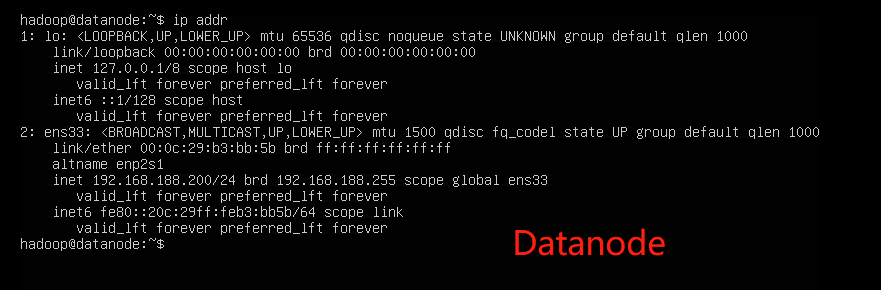 hadoop@datanode:~$ ip addr
1: lo: <LOOPBACK,UP,LOWER_UP> mtu 65536 qdisc noqueue state UNKNOWN group default qlen 1000
    link/loopback 00:00:00:00:00:00 brd 00:00:00:00:00:00
    inet 127.0.0.1/8 scope host lo
       valid_lft forever preferred_lft forever
    inet6 ::1/128 scope host
       valid_lft forever preferred_lft forever
2: ens33: <BROADCAST,MULTICAST,UP,LOWER_UP> mtu 1500 qdisc fq_codel state UP group default qlen 1000
    link/ether 00:0c:29:b3:bb:5b brd ff:ff:ff:ff:ff:ff
    altname enp2s1
    inet 192.168.188.200/24 brd 192.168.188.255 scope global ens33
       valid_lft forever preferred_lft forever
    inet6 fe80::20c:29ff:feb3:bb5b/64 scope link
       valid_lft forever preferred_lft forever
hadoop@datanode:~$
Datanode